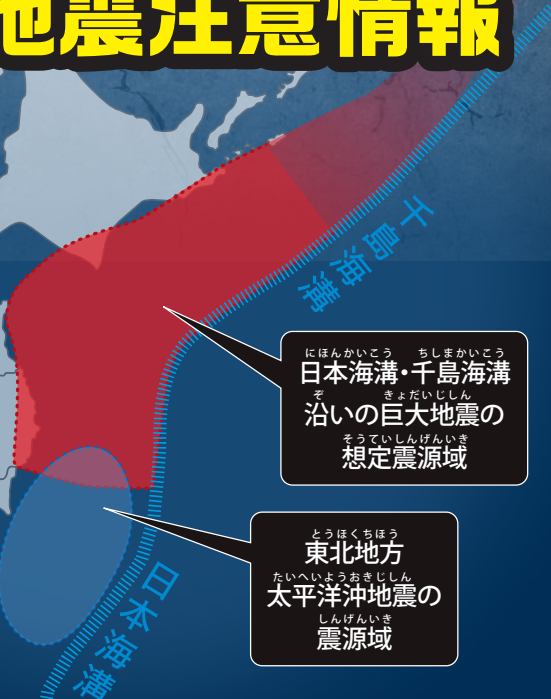 地震注意情報
千島海溝
にほんかいこう ちしまかいこう
日本海溝・千島海溝
ぞ きょだいじしん
沿いの巨大地震の
そうていしんげんいき
想定震源域
とうほくちほう
東北地方
たいへいようおきじしん
太平洋沖地震の
しんげんいき
震源域
日本海溝